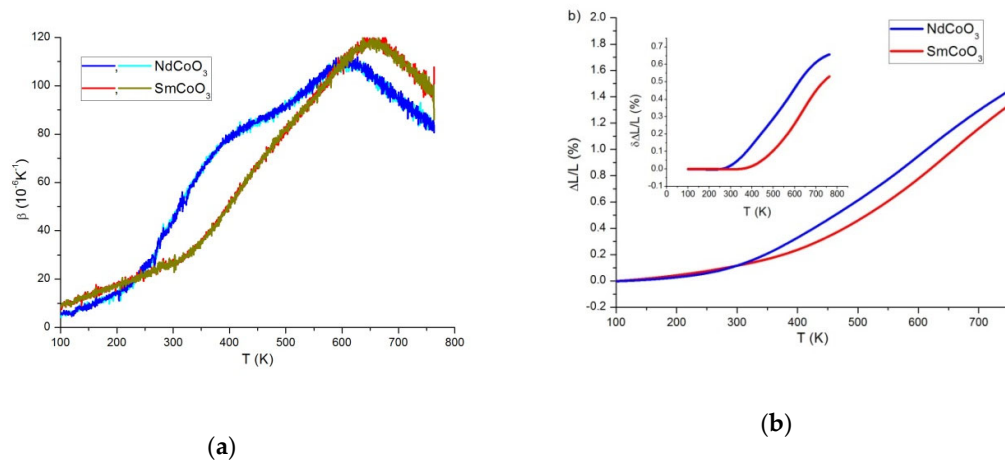 (a)
120
100
80
60
40
20
0
β (10⁻⁶K⁻¹)
NdCoO₃
SmCoO₃
100 200 300 400 500 600 700 800
T (K)
(a)
b)
2.0
1.8
1.6
1.4
1.2
1.0
0.8
0.6
0.4
0.2
0.0
-0.2
ΔL/L (%)
NdCoO₃
SmCoO₃
0.7
0.6
0.5
0.4
0.3
0.2
0.1
0.0
-0.1
δΔL/L (%)
0 100 200 300 400 500 600 700 800
T (K)
100 200 300 400 500 600 700
T (K)
(b)